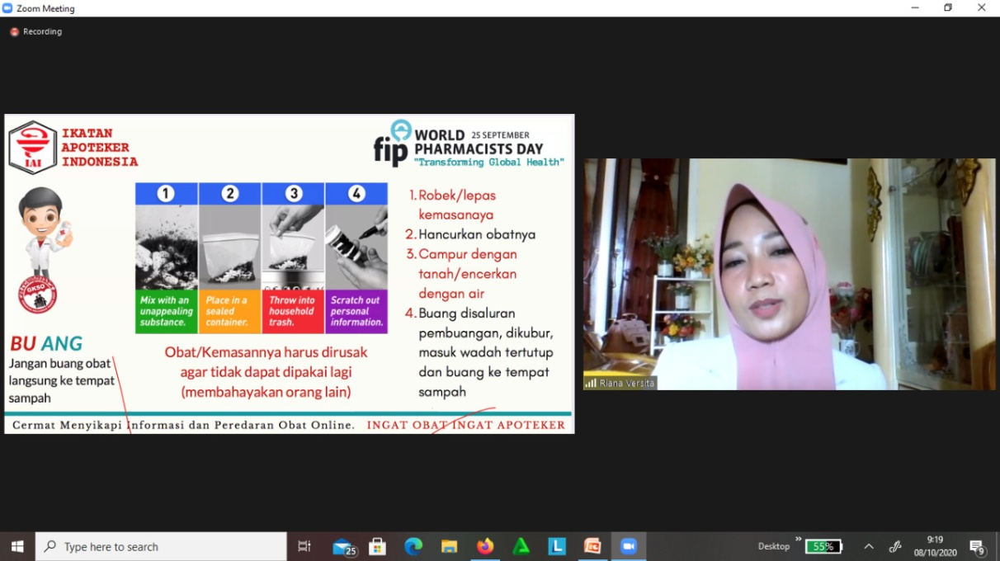 Zoom Meeting
Recording
IAI
IKATAN
APOTEKER
INDONESIA
fip
WORLD 25 SEPTEMBER
PHARMACISTS DAY
"Transforming Global Health"
1
2
3
4
Mix with an
unappealing
substance.
Place in a
sealed
container.
Throw into
household
trash.
Scratch out
personal
information.
1. Robek/lepas
kemasanaya
2. Hancurkan obatnya
3. Campur dengan
tanah/encerkan
dengan air
4. Buang disaluran
pembuangan, dikubur,
masuk wadah tertutup
dan buang ke tempat
sampah
BU ANG
Jangan buang obat
langsung ke tempat
sampah
Obat/Kemasannya harus dirusak
agar tidak dapat dipakai lagi
(membahayakan orang lain)
Cermat Menyikapi Informasi dan Peredaran Obat Online. INGAT OBAT INGAT APOTEKER
Riana Versita
Type here to search
25
L
Desktop
55%
9:19
08/10/2020
9